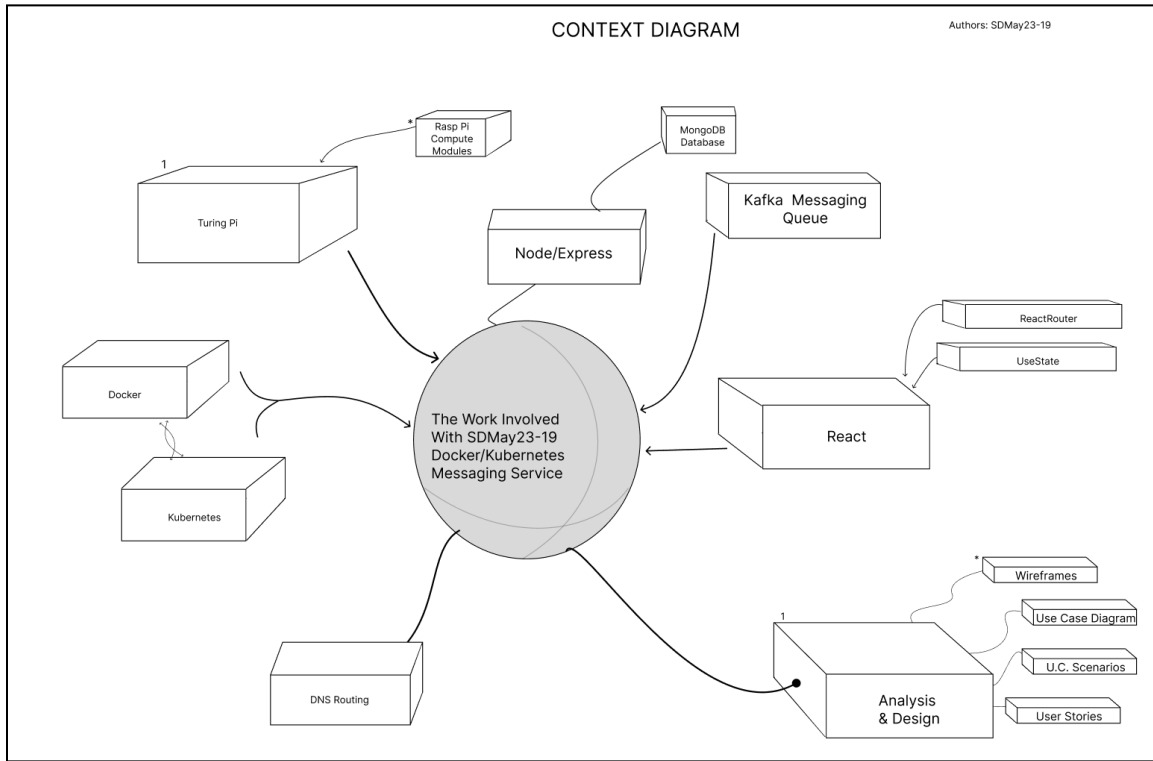 CONTEXT DIAGRAM
Authors: SDMay23-19
*
Rasp Pi
Compute
Modules
MongoDB
Database
1
Turing Pi
Kafka Messaging
Queue
Node/Express
ReactRouter
UseState
Docker
The Work Involved
With SDMay23-19
Docker/Kubernetes
Messaging Service
React
Kubernetes
*
Wireframes
1
Use Case Diagram
U.C. Scenarios
DNS Routing
Analysis
& Design
User Stories